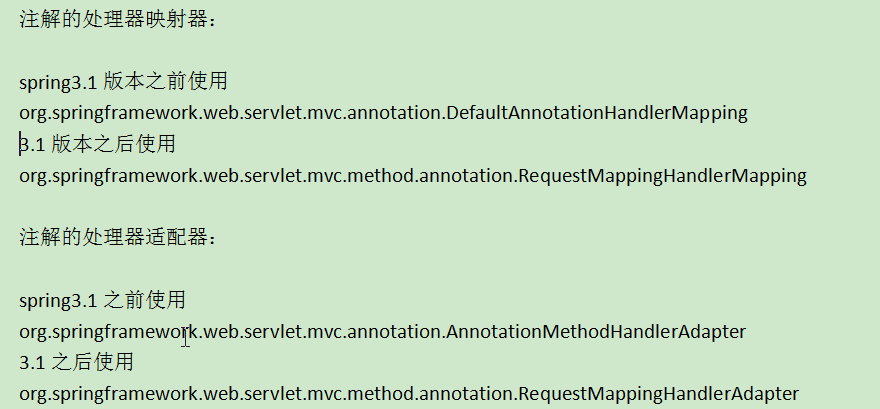 注解的处理器映射器：
spring3.1 版本之前使用
org.springframework.web.servlet.mvc.annotation.DefaultAnnotationHandlerMapping
3.1 版本之后使用
org.springframework.web.servlet.mvc.method.annotation.RequestMappingHandlerMapping
注解的处理器适配器：
spring3.1 之前使用
org.springframework.web.servlet.mvc.annotation.AnnotationMethodHandlerAdapter
3.1 之后使用
org.springframework.web.servlet.mvc.method.annotation.RequestMappingHandlerAdapter